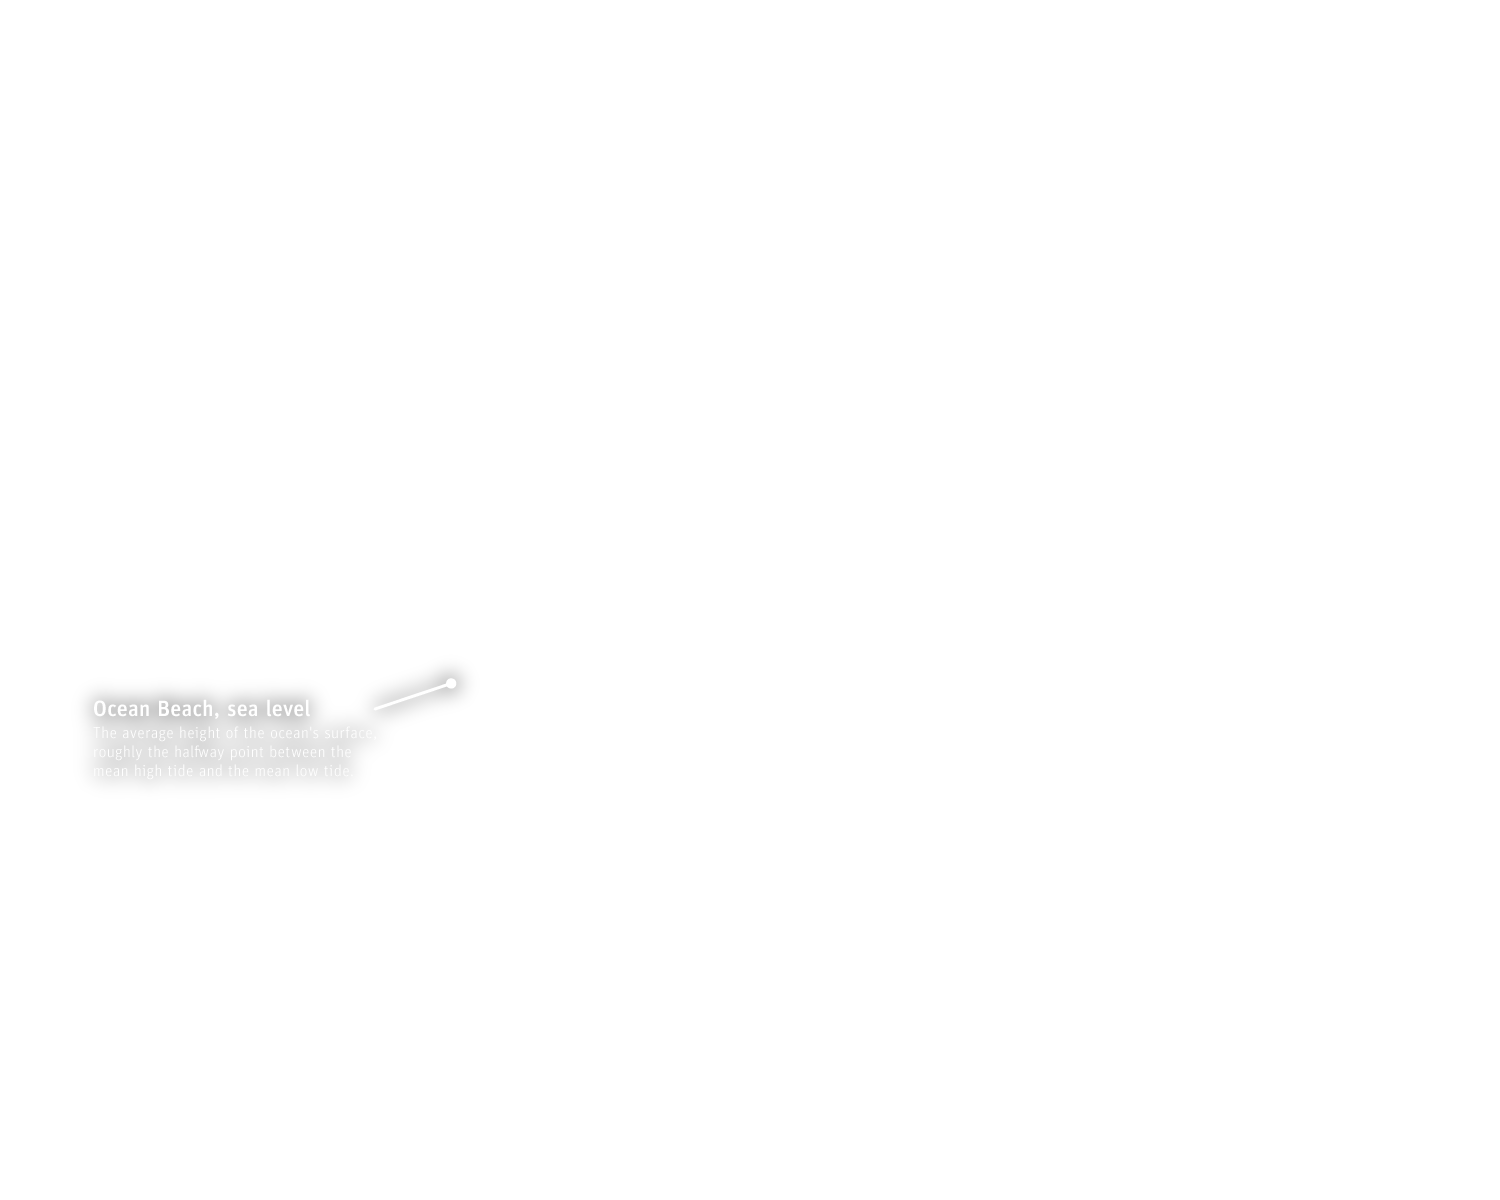 Ocean Beach, sea level
The average height of the ocean's surface,
roughly the halfway point between the
mean high tide and the mean low tide.